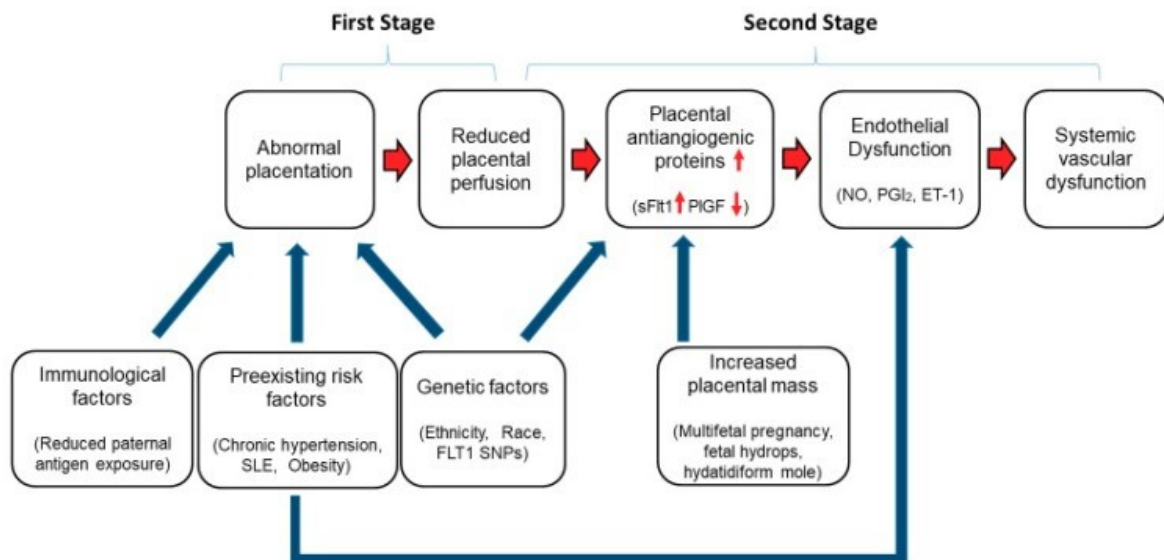 First Stage
Second Stage
Abnormal
placentation
Reduced
placental
perfusion
Placental
antiangiogenic
proteins ↑
(sFlt1↑ PlGF ↓)
Endothelial
Dysfunction
(NO, PGI₂, ET-1)
Systemic
vascular
dysfunction
Immunological
factors
(Reduced paternal
antigen exposure)
Preexisting risk
factors
(Chronic hypertension,
SLE, Obesity)
Genetic factors
(Ethnicity, Race,
FLT1 SNPs)
Increased
placental mass
(Multifetal pregnancy,
fetal hydrops,
hydatidiform mole)